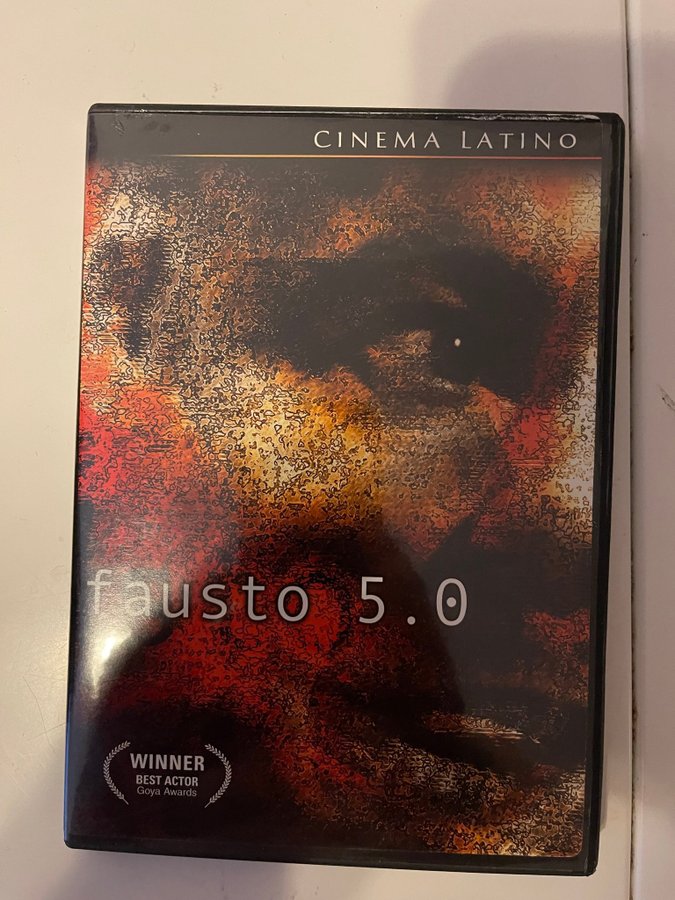 CINEMA LATINO
fausto 5.0
WINNER
BEST ACTOR
Goya Awards